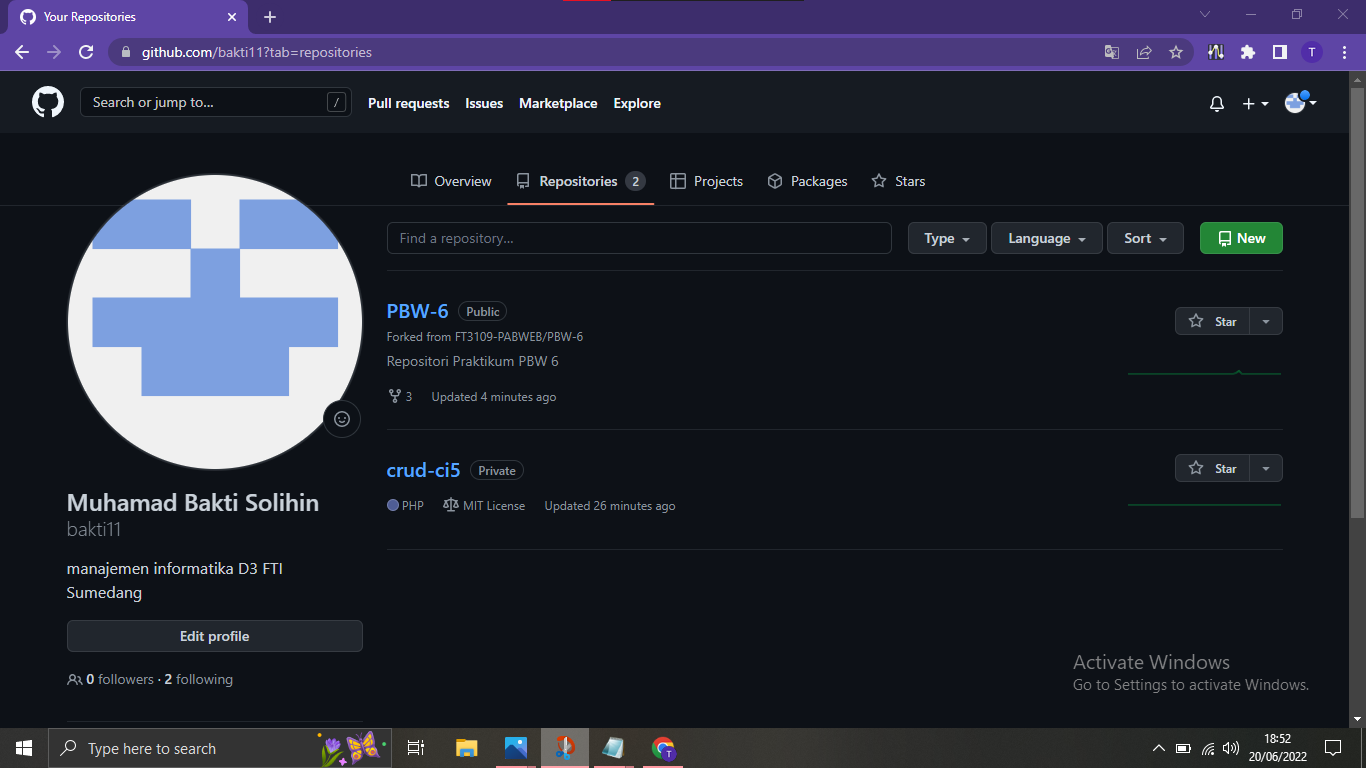 Your Repositories
github.com/bakti11?tab=repositories
T
Search or jump to...
/
Pull requests
Issues
Marketplace
Explore
Overview
Repositories 2
Projects
Packages
Stars
Find a repository...
Type
Language
Sort
New
PBW-6 Public
Star
Forked from FT3109-PABWEB/PBW-6
Repositori Praktikum PBW 6
3 Updated 4 minutes ago
crud-ci5 Private
Star
PHP MIT License Updated 26 minutes ago
Muhamad Bakti Solihin
bakti11
manajemen informatika D3 FTI
Sumedang
Edit profile
0 followers · 2 following
Activate Windows
Go to Settings to activate Windows.
Type here to search
T
18:52
20/06/2022